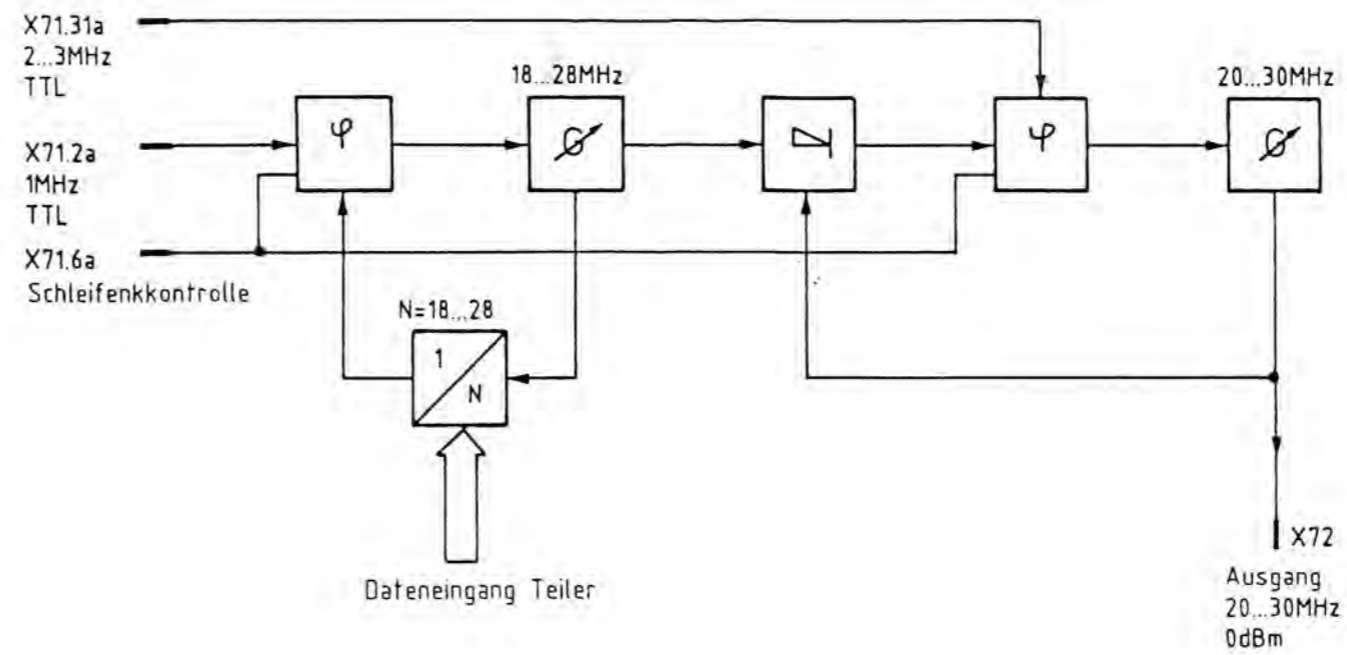 X71.31a
2...3MHz
TTL
18...28MHz
20...30MHz
φ
G
φ
G
X71.2a
1MHz
TTL
X71.6a
Schleifenkkontrolle
N=18...28
1
N
Dateneingang Teiler
X72
Ausgang
20...30MHz
0dBm